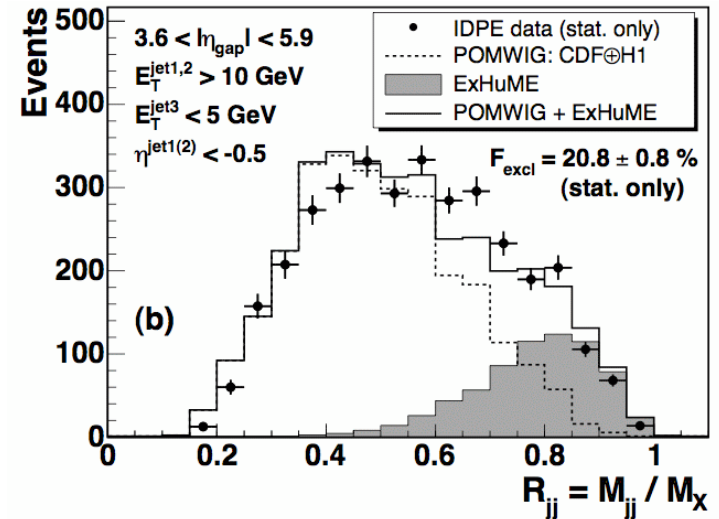 Events
500
400
300
200
100
0
3.6 < |η_gap| < 5.9
E_T^jet1,2 > 10 GeV
E_T^jet3 < 5 GeV
η^jet1(2) < -0.5
IDPE data (stat. only)
POMWIG: CDF⊕H1
ExHuME
POMWIG + ExHuME
F_excl = 20.8 ± 0.8 %
(stat. only)
(b)
0 0.2 0.4 0.6 0.8 1
R_jj = M_jj / M_X